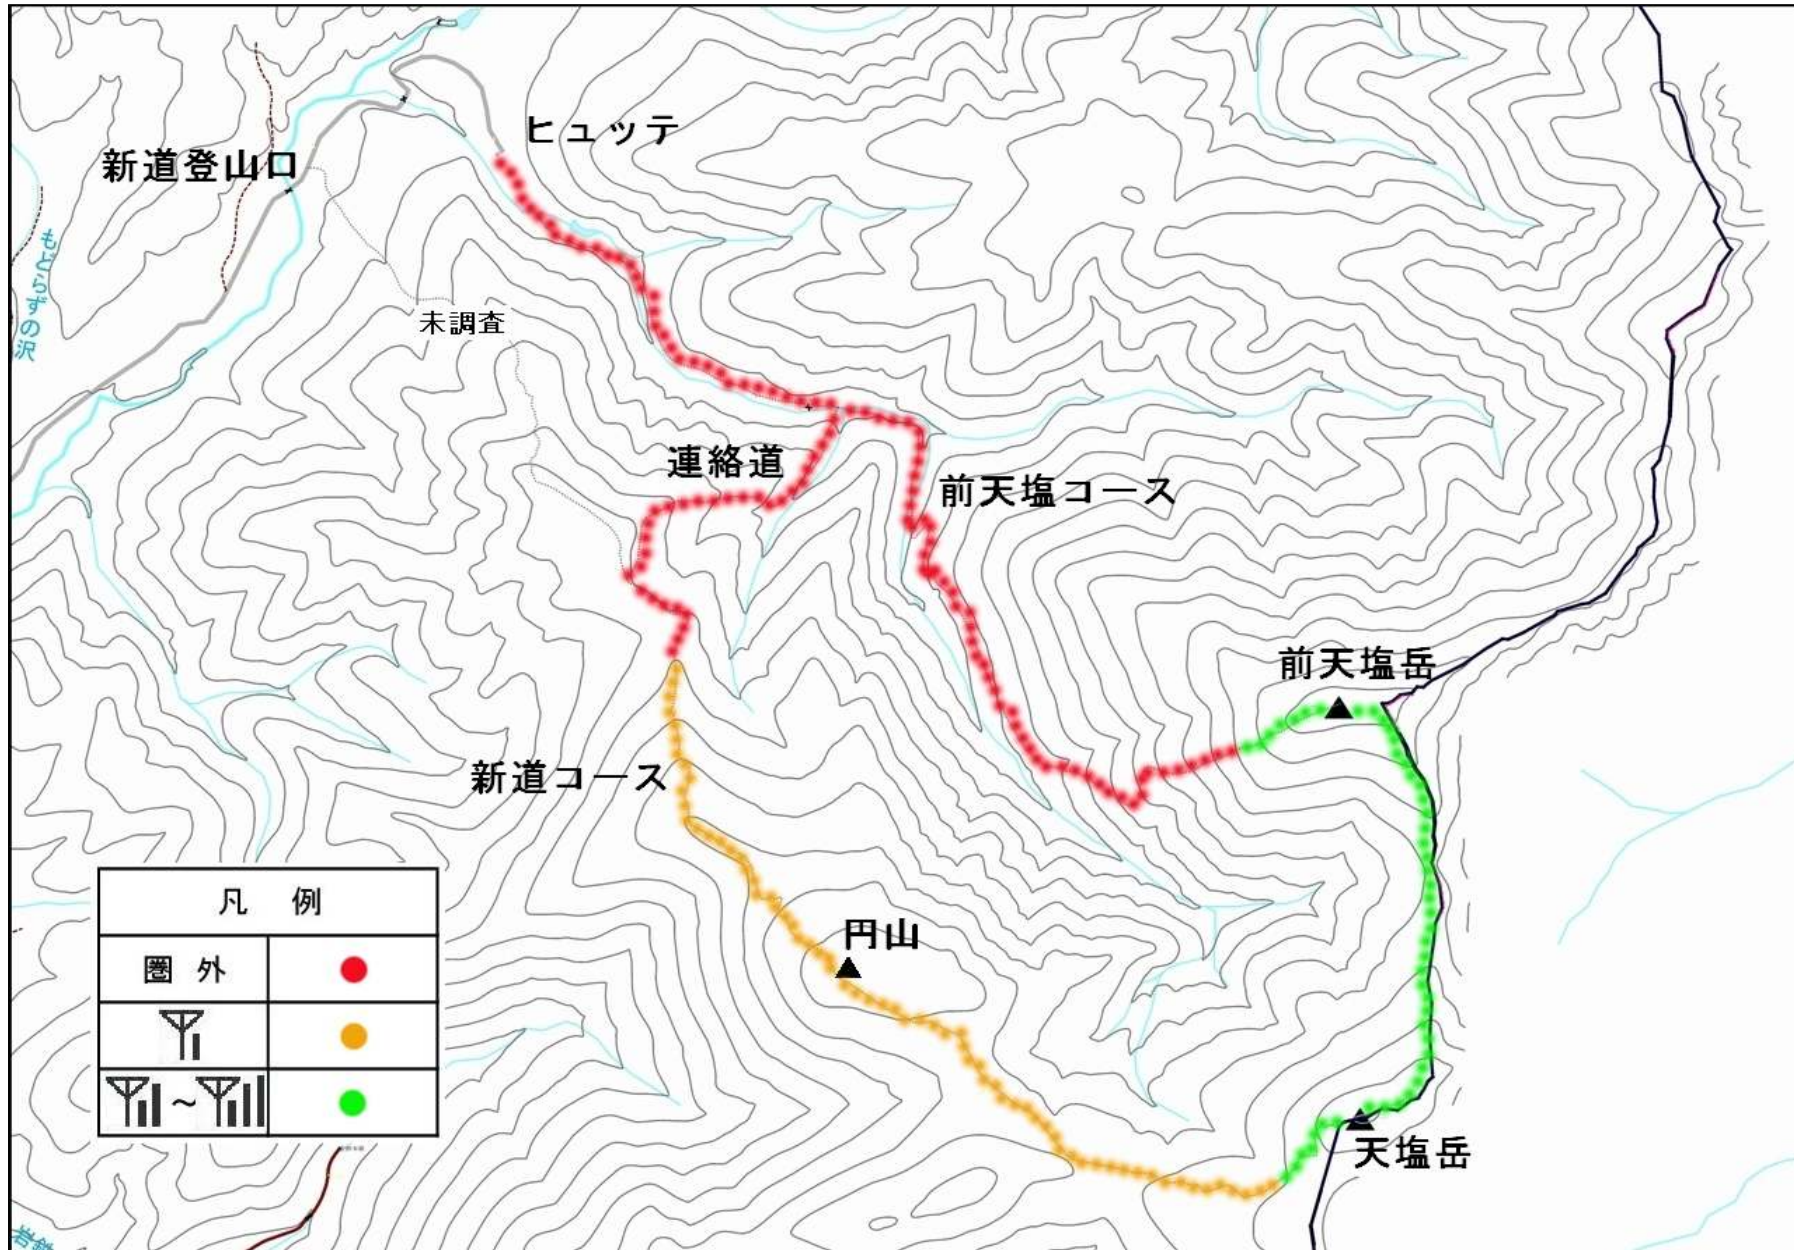 ヒュッテ
新道登山口
もどらずの沢
未調査
連絡道
前天塩コース
前天塩岳
新道コース
円山
天塩岳
凡 例
圏 外
~